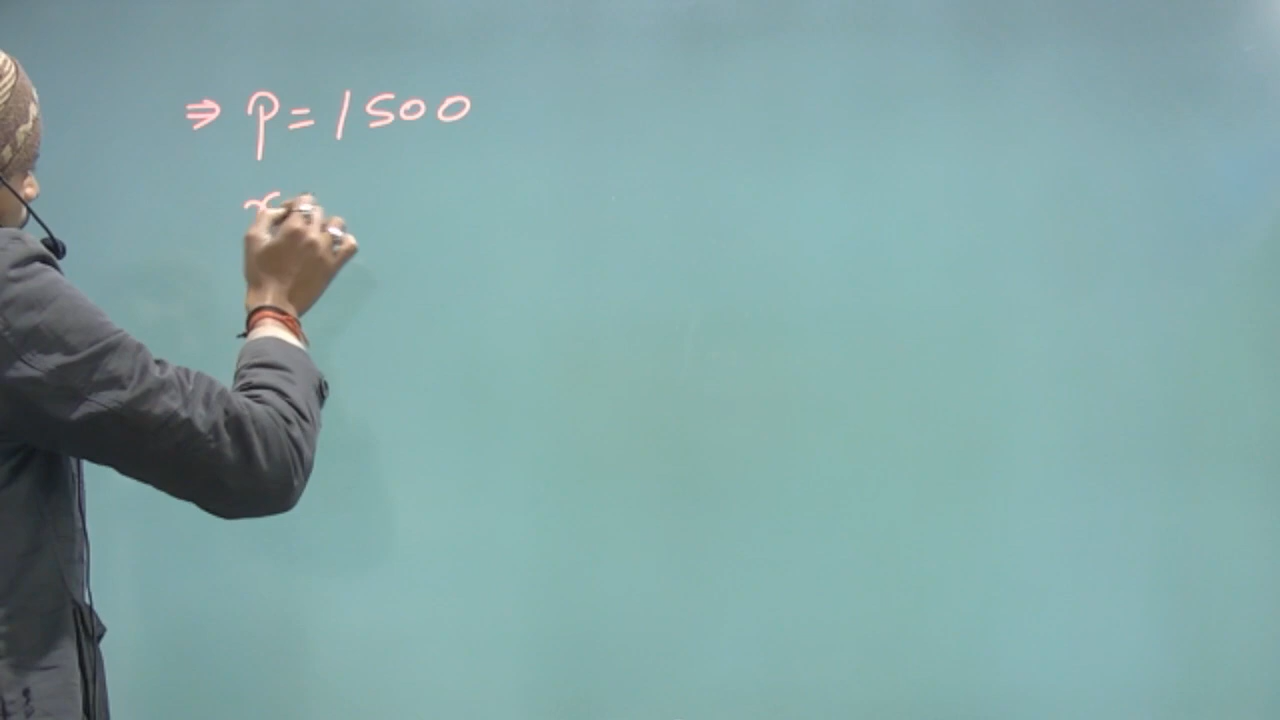 ⇒ P = 1500